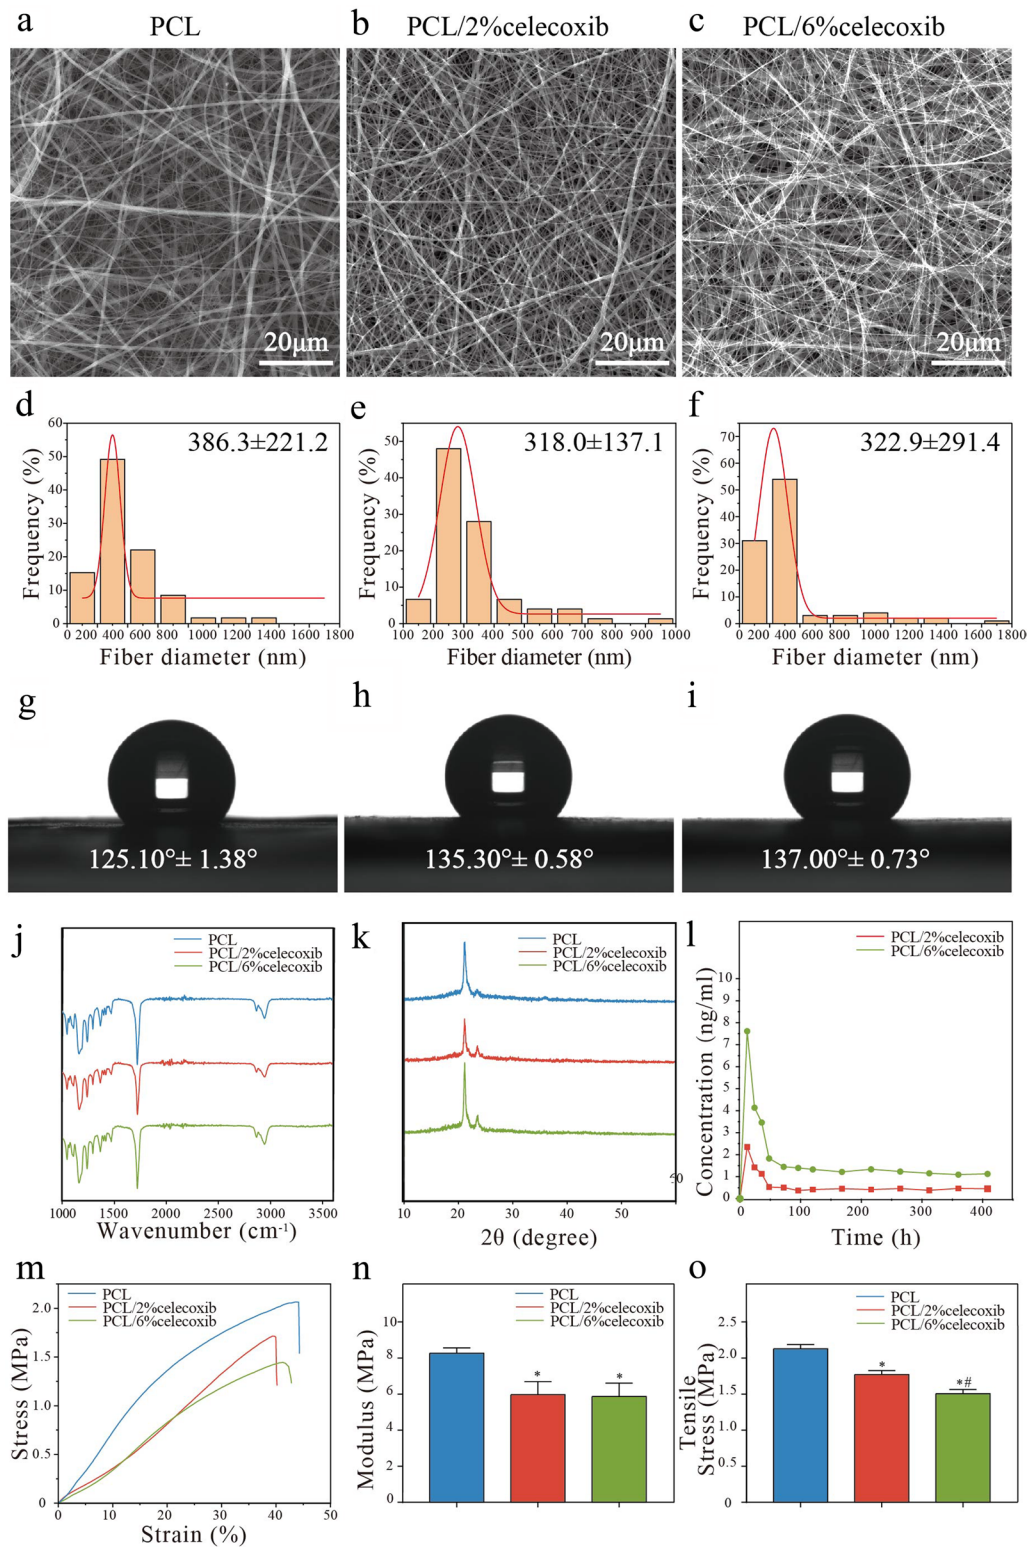 a PCL
b PCL/2%celecoxib
c PCL/6%celecoxib
20μm
20μm
20μm
d
Frequency (%)
60
50
40
30
20
10
0
386.3±221.2
0 200 400 600 800 1000 1200 1400 1800
Fiber diameter (nm)
e
Frequency (%)
50
40
30
20
10
0
318.0±137.1
100 200 300 400 500 600 700 900 1000
Fiber diameter (nm)
f
Frequency (%)
70
60
50
40
30
20
10
0
322.9±291.4
0 200 400 600 800 1000 1200 1400 1700 1800
Fiber diameter (nm)
g
125.10°± 1.38°
h
135.30°± 0.58°
i
137.00°± 0.73°
j
PCL
PCL/2%celecoxib
PCL/6%celecoxib
1000 1500 2000 2500 3000 3500
Wavenumber (cm-1)
k
PCL
PCL/2%celecoxib
PCL/6%celecoxib
10 20 30 40 50
2θ (degree)
l
PCL/2%celecoxib
PCL/6%celecoxib
Concentration (ng/ml)
10
9
8
7
6
5
4
3
2
1
0
0 100 200 300 400
Time (h)
m
PCL
PCL/2%celecoxib
PCL/6%celecoxib
Stress (MPa)
2.0
1.5
1.0
0.5
0
0 10 20 30 40 50
Strain (%)
n
PCL
PCL/2%celecoxib
PCL/6%celecoxib
Modulus (MPa)
10
8
6
4
2
0
*
*
o
PCL
PCL/2%celecoxib
PCL/6%celecoxib
Tensile
Stress (MPa)
2.5
2.0
1.5
1.0
0.5
0
*
*#